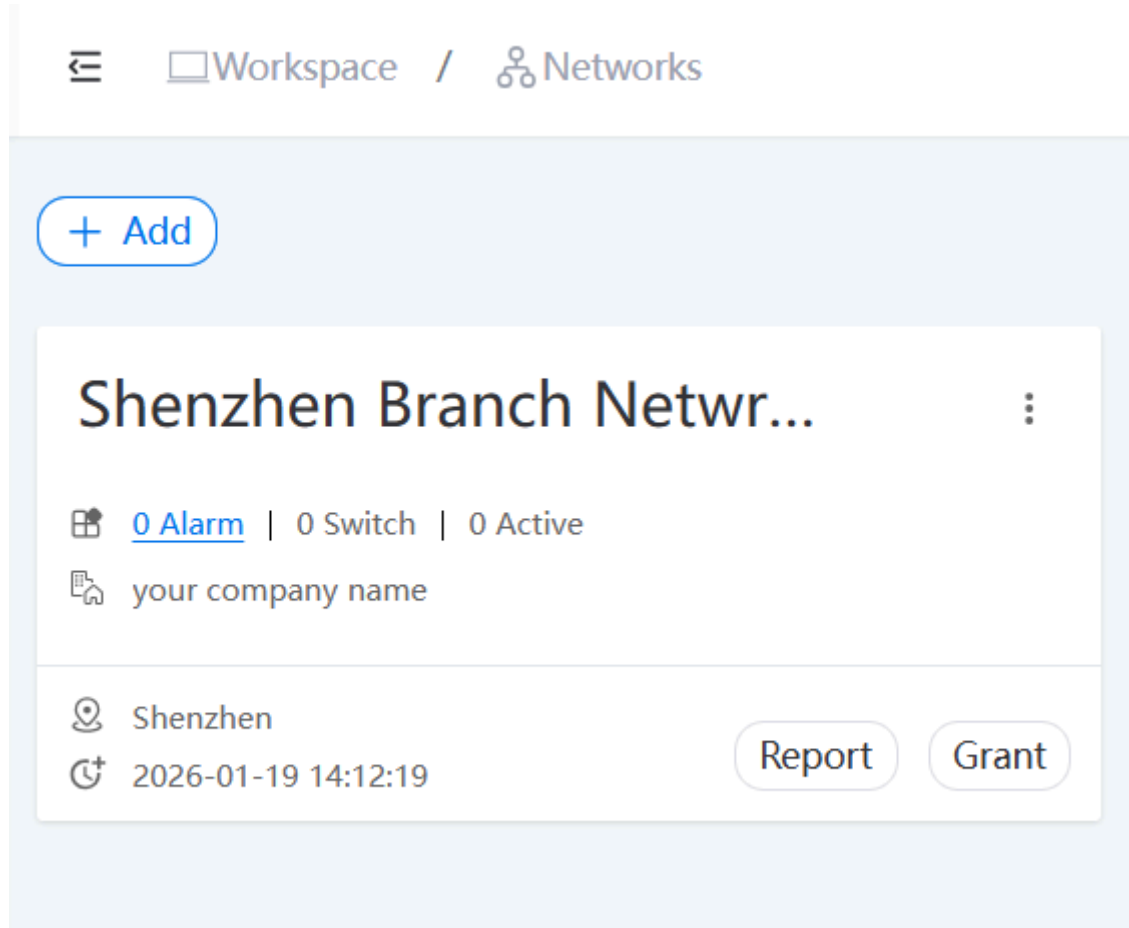 Workspace / Networks
+ Add
Shenzhen Branch Netwr...
0 Alarm | 0 Switch | 0 Active
your company name
Shenzhen
2026-01-19 14:12:19
Report Grant